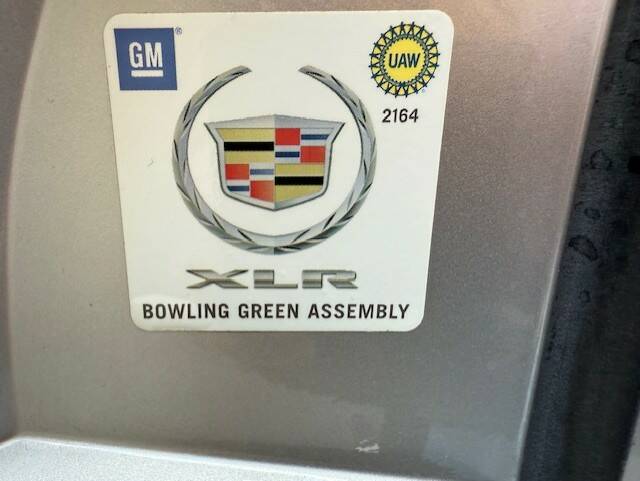 GM
UAW
2164
XLR
BOWLING GREEN ASSEMBLY